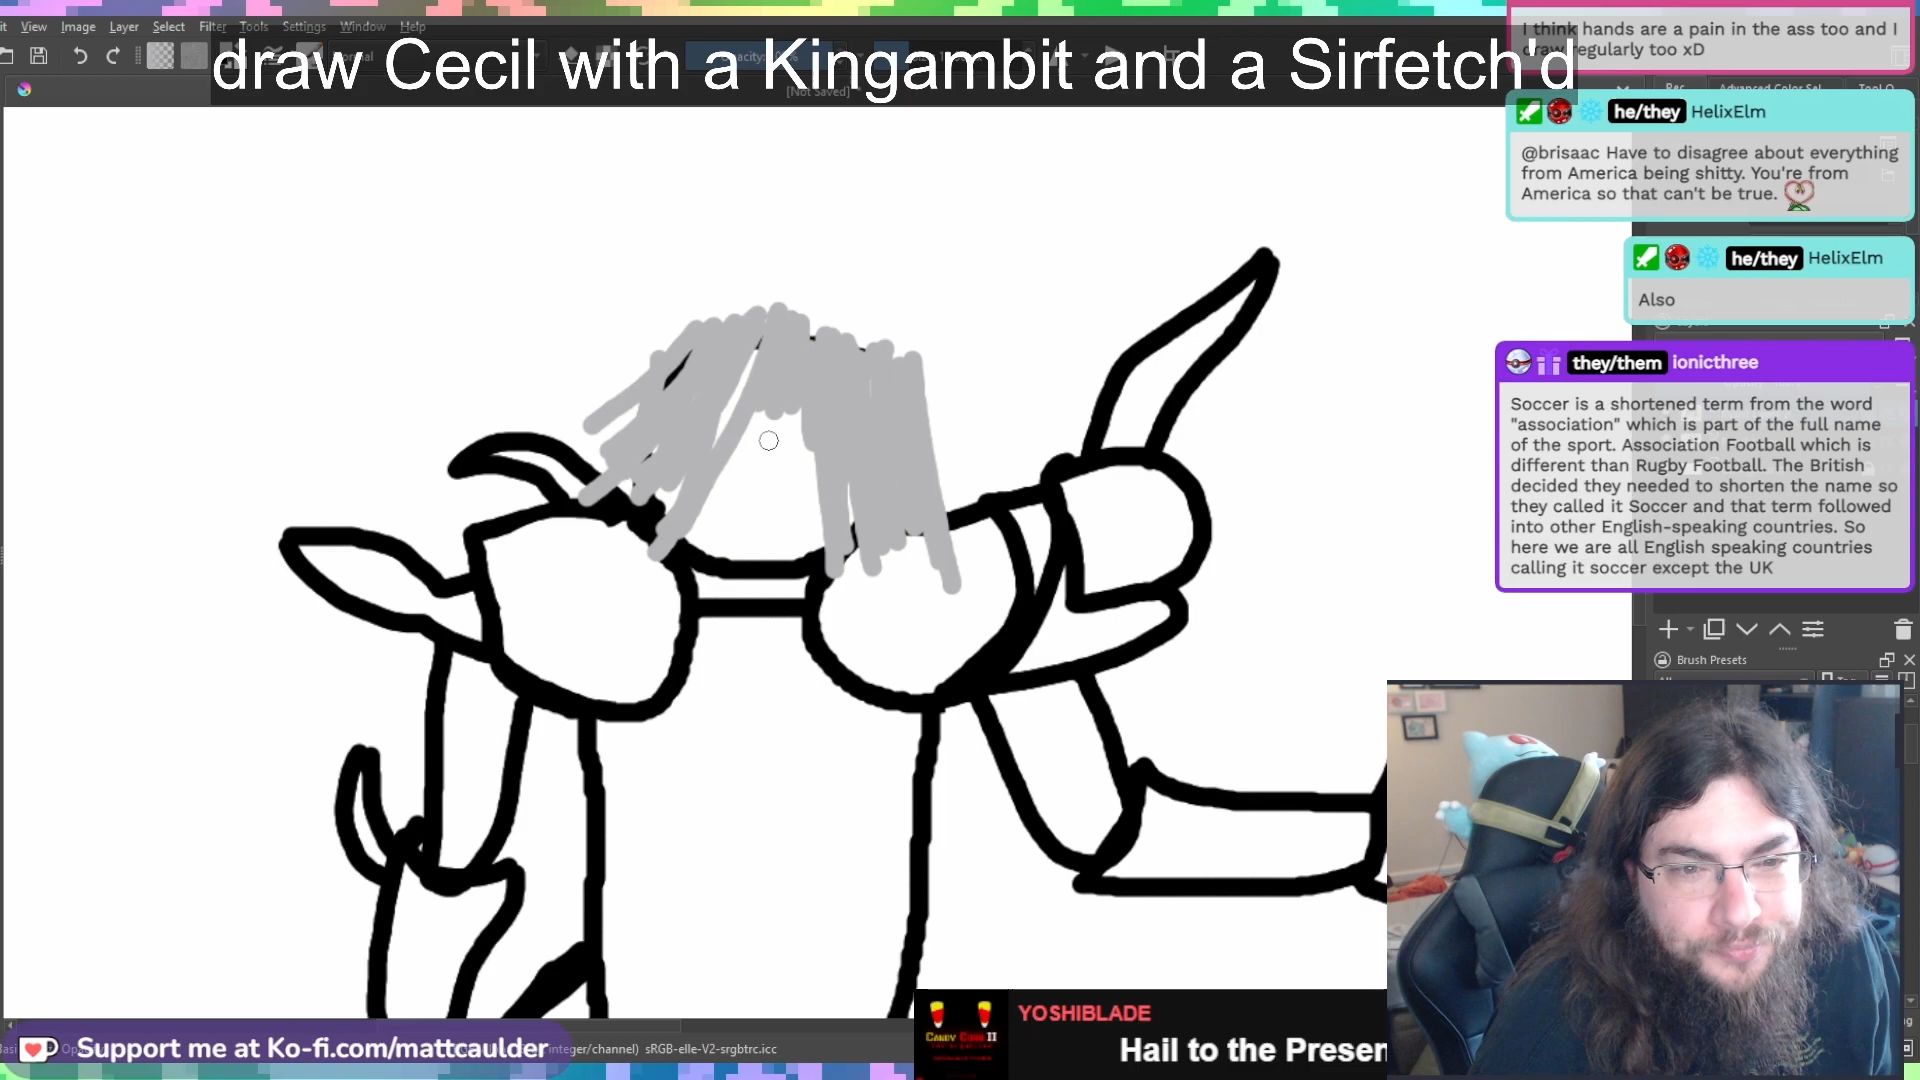 View Image Layer Select Filter Tools Settings Window Help
draw Cecil with a Kingambit and a Sirfetch'd
[Not Saved]
I think hands are a pain in the ass too and I
draw regularly too xD
he/they HelixElm
@brisaac Have to disagree about everything
from America being shitty. You're from
America so that can't be true.
he/they HelixElm
Also
they/them ionicthree
Soccer is a shortened term from the word
"association" which is part of the full name
of the sport. Association Football which is
different than Rugby Football. The British
decided they needed to shorten the name so
they called it Soccer and that term followed
into other English-speaking countries. So
here we are all English speaking countries
calling it soccer except the UK
Brush Presets
YOSHIBLADE
Hail to the Presen
Support me at Ko-fi.com/mattcaulder
integer/channel) sRGB-elle-V2-srgbtrc.icc